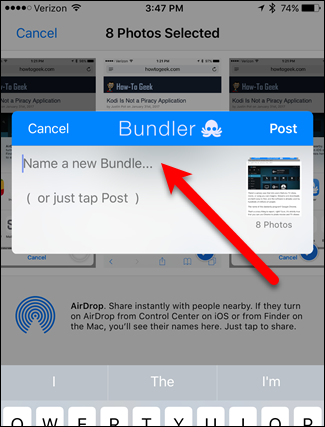 Verizon 3:47 PM 74%
Cancel 8 Photos Selected
howtogeek.com
How-To Geek
Kodi Is Not a Piracy Application
Cancel Bundler Post
Name a new Bundle...
( or just tap Post )
8 Photos
AirDrop. Share instantly with people nearby. If they turn
on AirDrop from Control Center on iOS or from Finder on
the Mac, you'll see their names here. Just tap to share.
I The I'm
Q W E R T Y U I O P